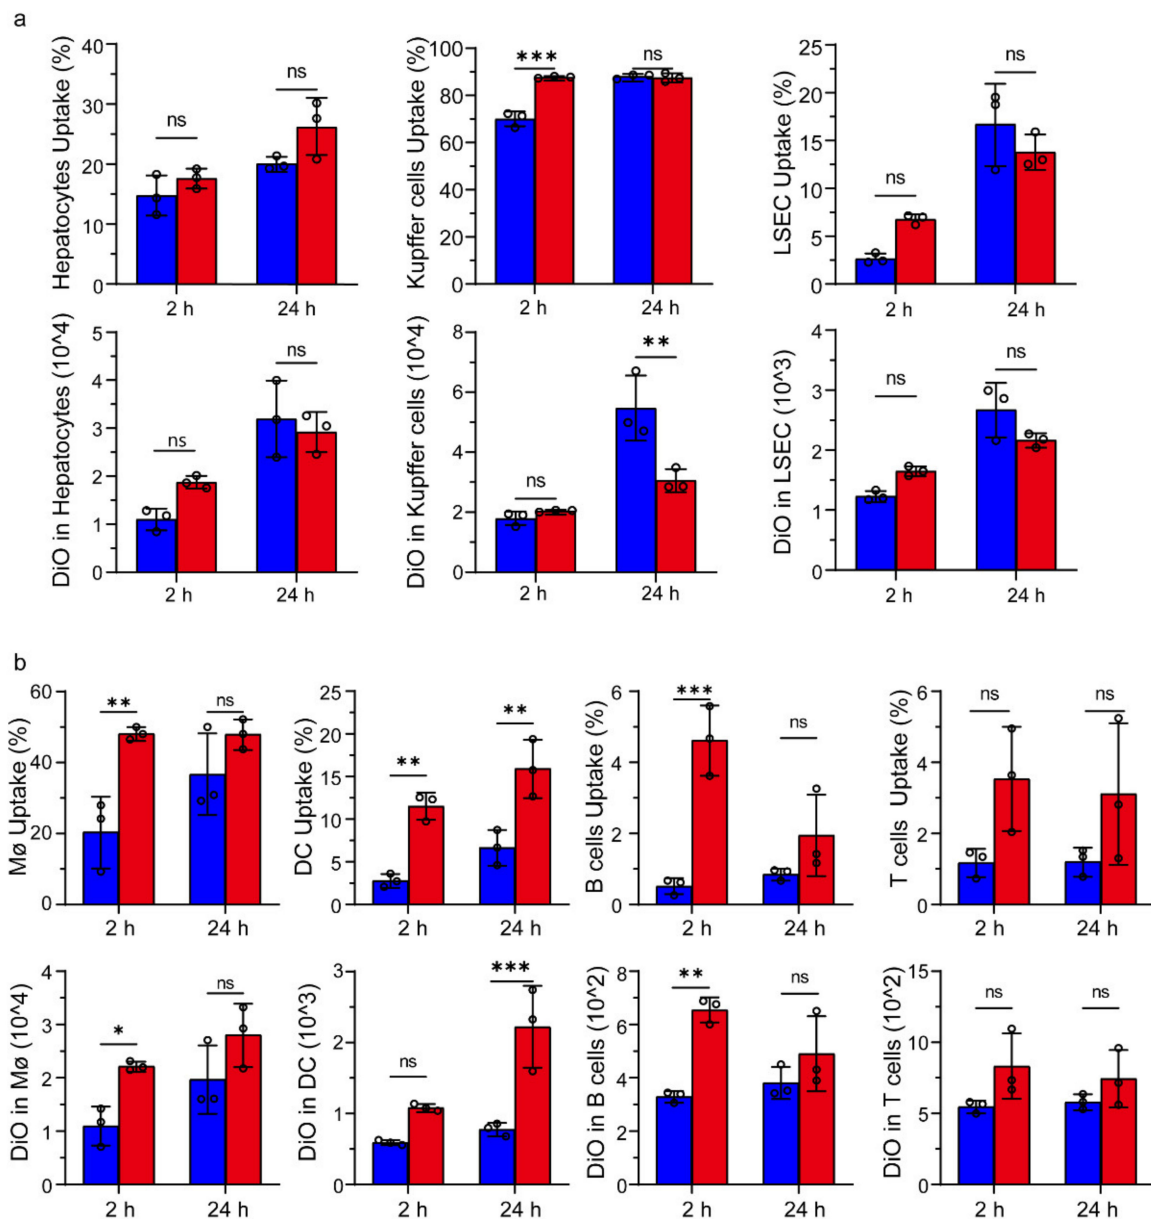 a
Hepatocytes Uptake (%)
40
30
20
10
0
ns
ns
2 h
24 h
Kupffer cells Uptake (%)
100
80
60
40
20
0
***
ns
2 h
24 h
LSEC Uptake (%)
25
20
15
10
5
0
ns
ns
2 h
24 h
DiO in Hepatocytes (10^4)
5
4
3
2
1
0
ns
ns
2 h
24 h
DiO in Kupffer cells (10^4)
8
6
4
2
0
ns
**
2 h
24 h
DiO in LSEC (10^3)
4
3
2
1
0
ns
ns
2 h
24 h
b
Mø Uptake (%)
60
40
20
0
**
ns
2 h
24 h
DC Uptake (%)
25
20
15
10
5
0
**
**
2 h
24 h
B cells Uptake (%)
6
4
2
0
***
ns
2 h
24 h
T cells Uptake (%)
6
4
2
0
ns
ns
2 h
24 h
DiO in Mø (10^4)
4
3
2
1
0
*
ns
2 h
24 h
DiO in DC (10^3)
3
2
1
0
ns
***
2 h
24 h
DiO in B cells (10^2)
8
6
4
2
0
**
ns
2 h
24 h
DiO in T cells (10^2)
15
10
5
0
ns
ns
2 h
24 h